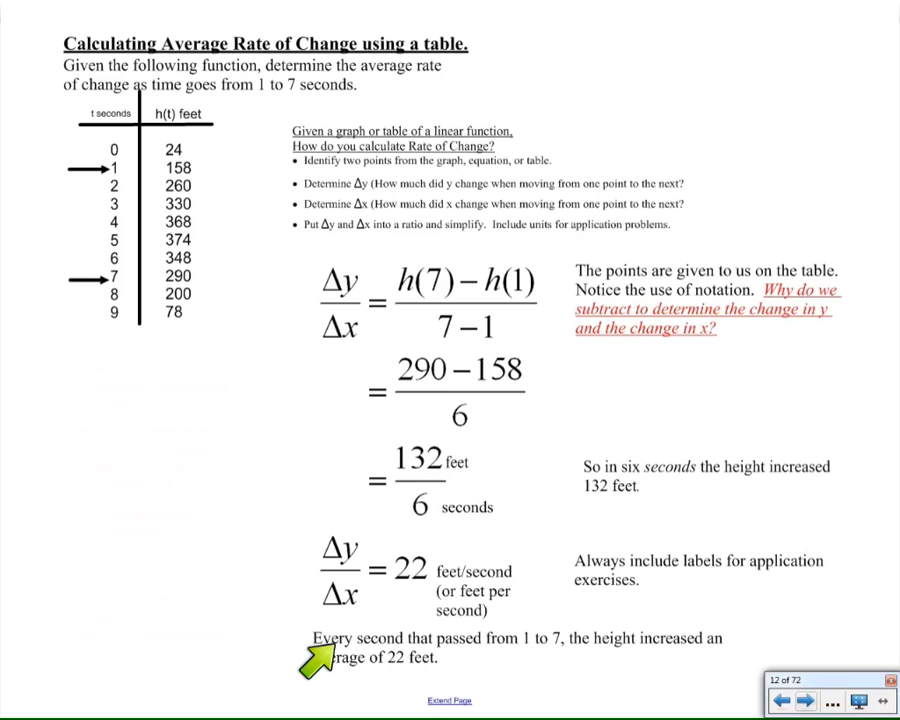 Calculating Average Rate of Change using a table.
Given the following function, determine the average rate
of change as time goes from 1 to 7 seconds.
t seconds h(t) feet
0 24
1 158
2 260
3 330
4 368
5 374
6 348
7 290
8 200
9 78
Given a graph or table of a linear function,
How do you calculate Rate of Change?
• Identify two points from the graph, equation, or table.
• Determine Δy (How much did y change when moving from one point to the next?
• Determine Δx (How much did x change when moving from one point to the next?
• Put Δy and Δx into a ratio and simplify. Include units for application problems.
Δy/Δx = (h(7) – h(1))/(7 – 1)
The points are given to us on the table.
Notice the use of notation. Why do we
subtract to determine the change in y
and the change in x?
= (290 – 158)/6
= 132 feet/6 seconds
So in six seconds the height increased
132 feet.
Δy/Δx = 22 feet/second
(or feet per
second)
Always include labels for application
exercises.
Every second that passed from 1 to 7, the height increased an
rage of 22 feet.
Extend Page
12 of 72